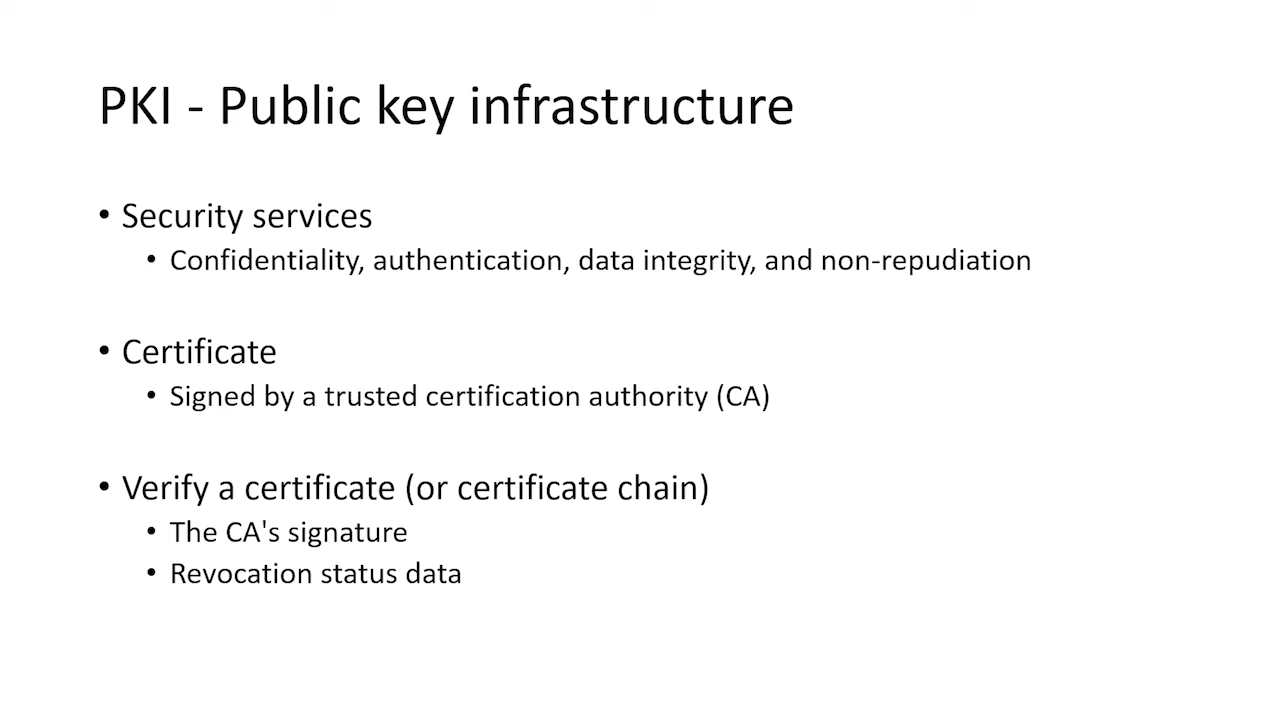 PKI - Public key infrastructure
• Security services
• Confidentiality, authentication, data integrity, and non-repudiation
• Certificate
• Signed by a trusted certification authority (CA)
• Verify a certificate (or certificate chain)
• The CA's signature
• Revocation status data